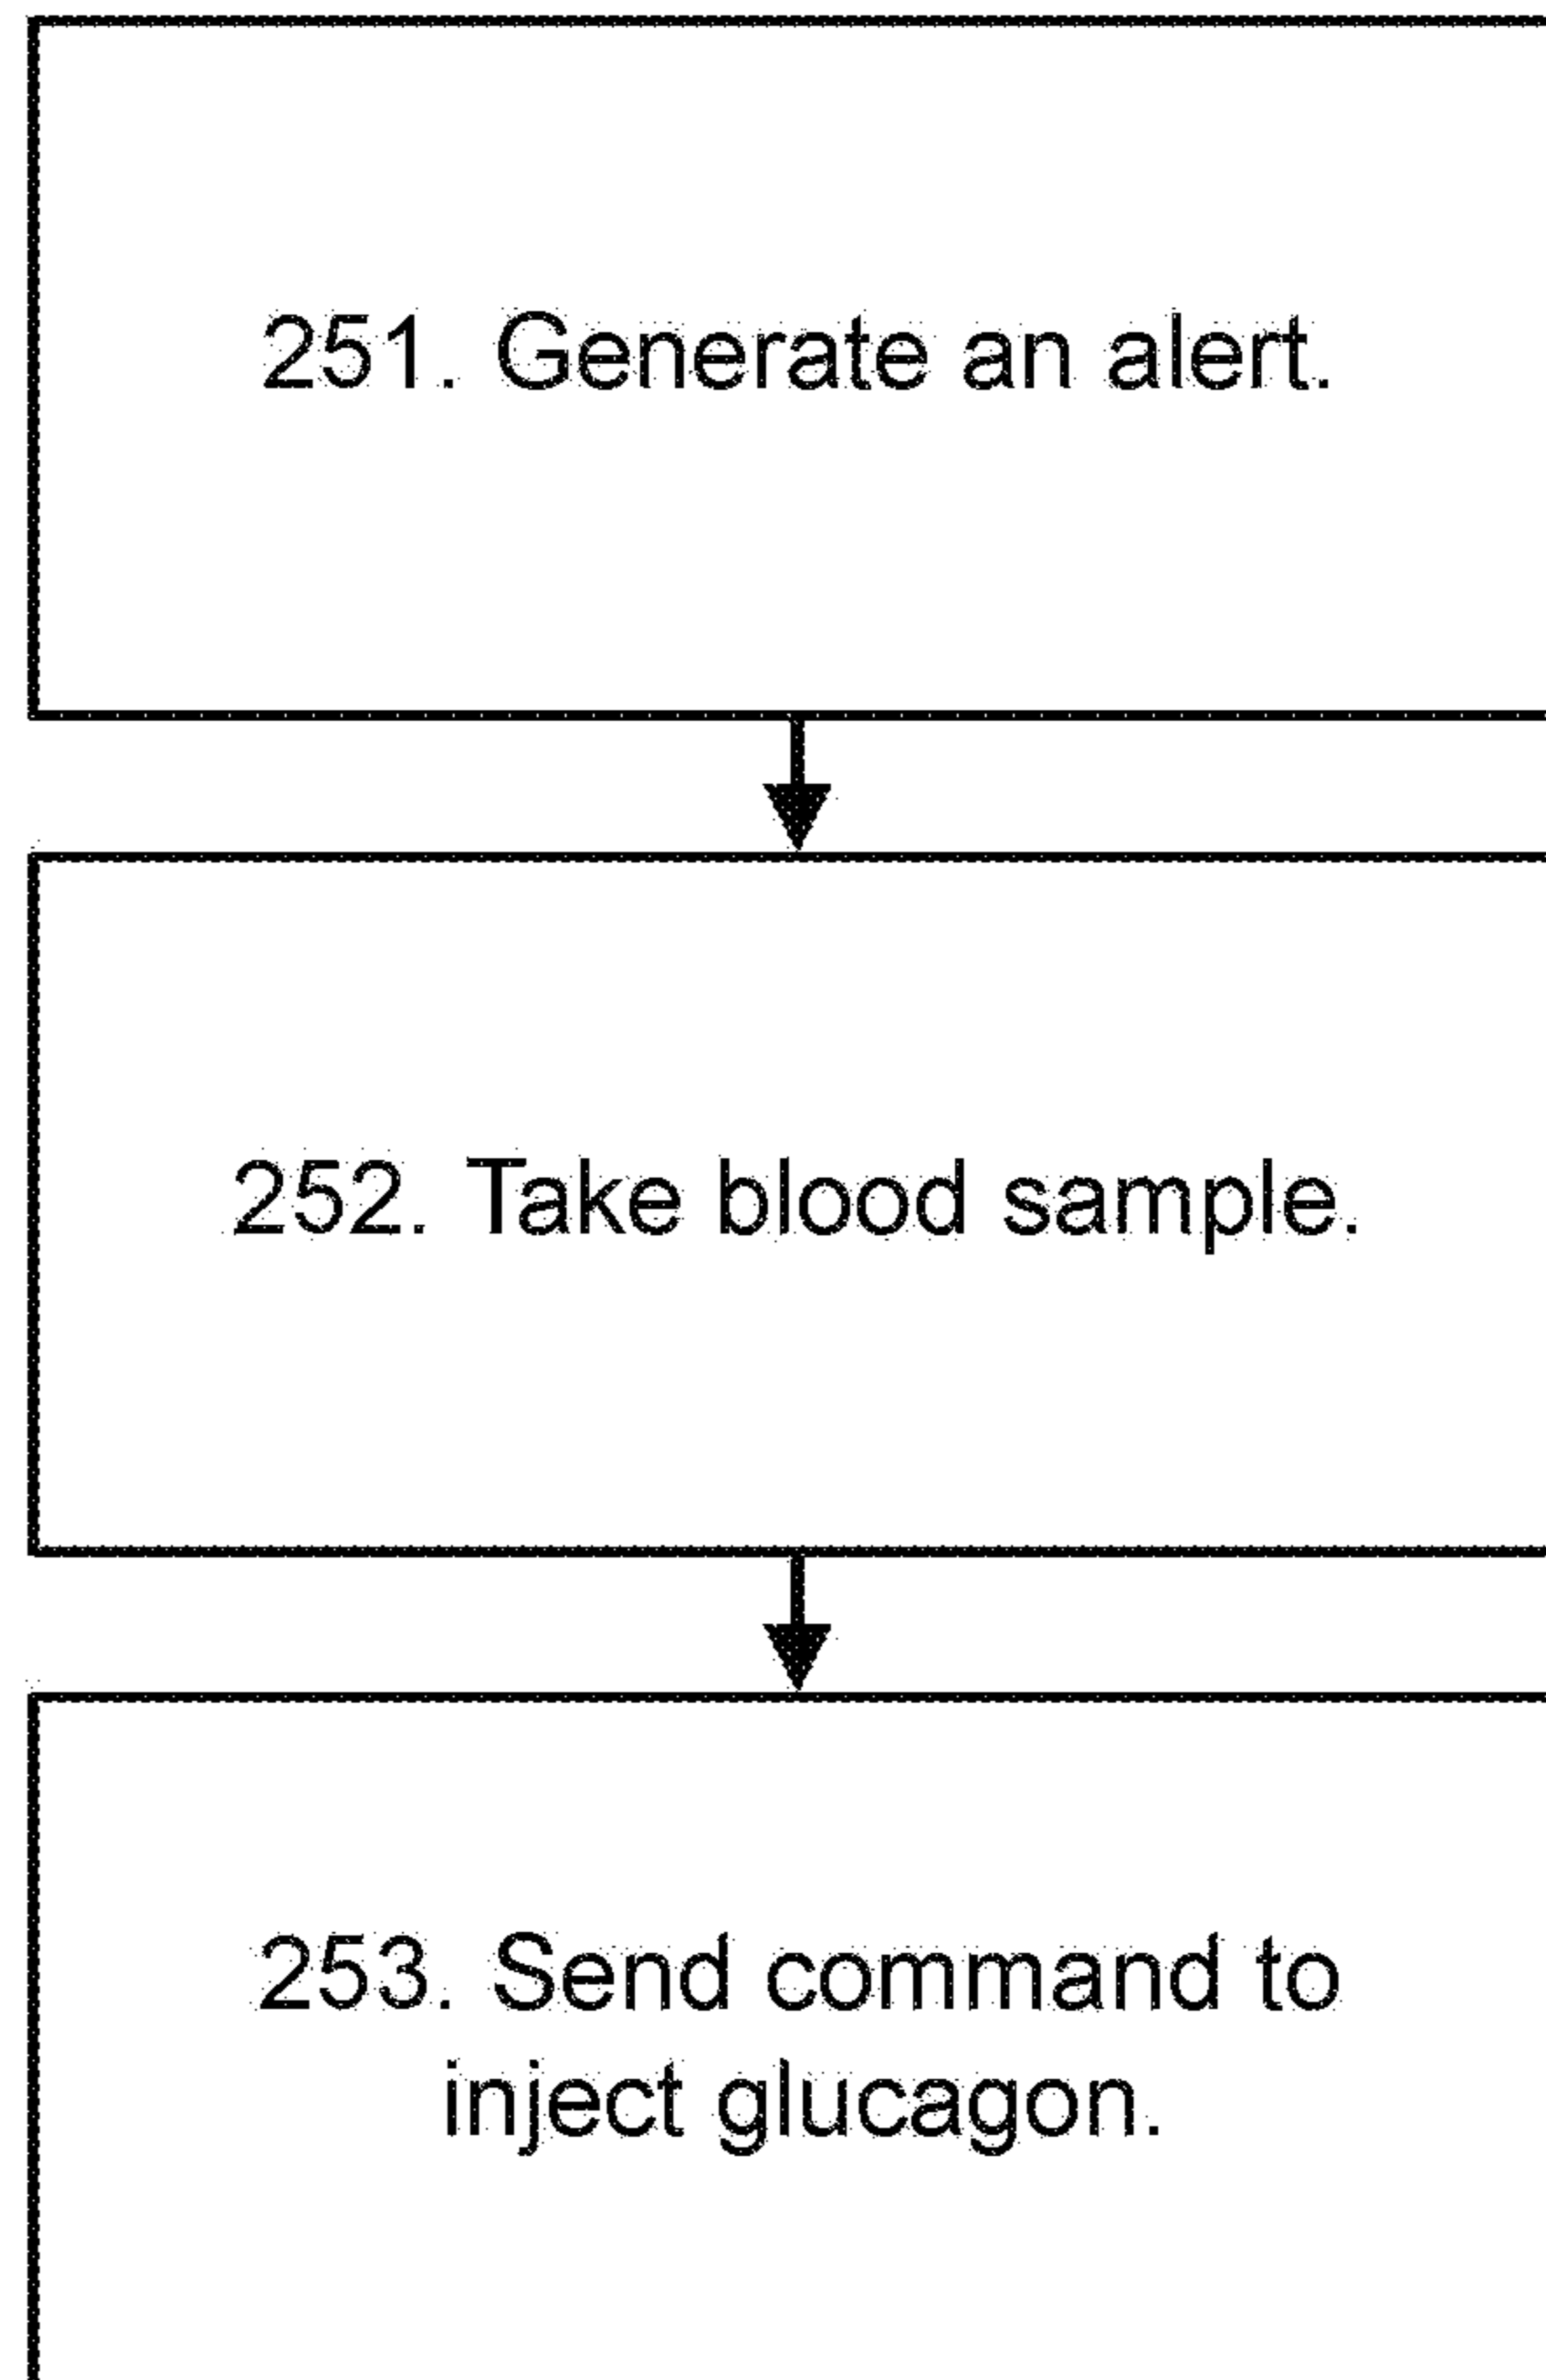 251. Generate an alert.
252. Take blood sample.
253. Send command to
inject glucagon.